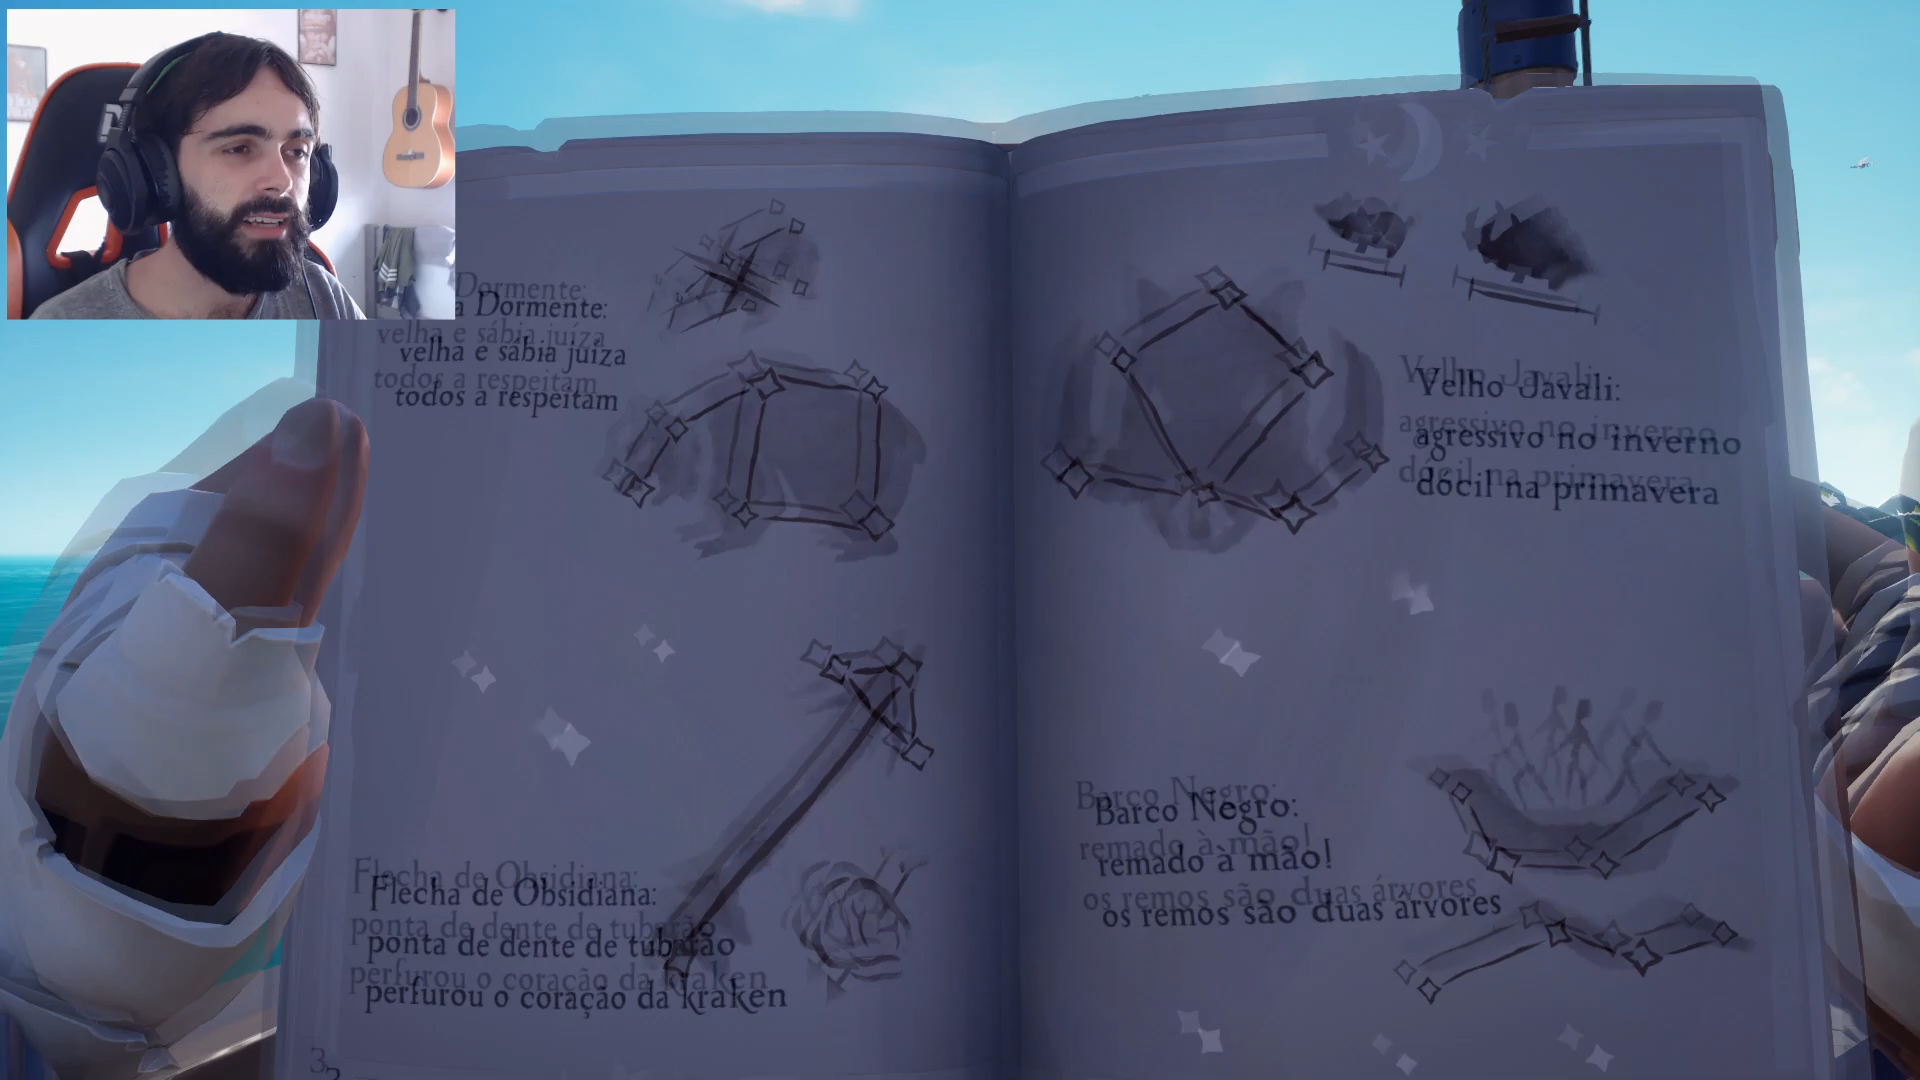 a Dormente:
velha e sábia juíza
todos a respeitam
Flecha de Obsidiana:
ponta de dente de tubarão
perfurou o coração da kraken
Velho Javali:
agressivo no inverno
dócil na primavera
Barco Negro:
remado à mão!
os remos são duas árvores